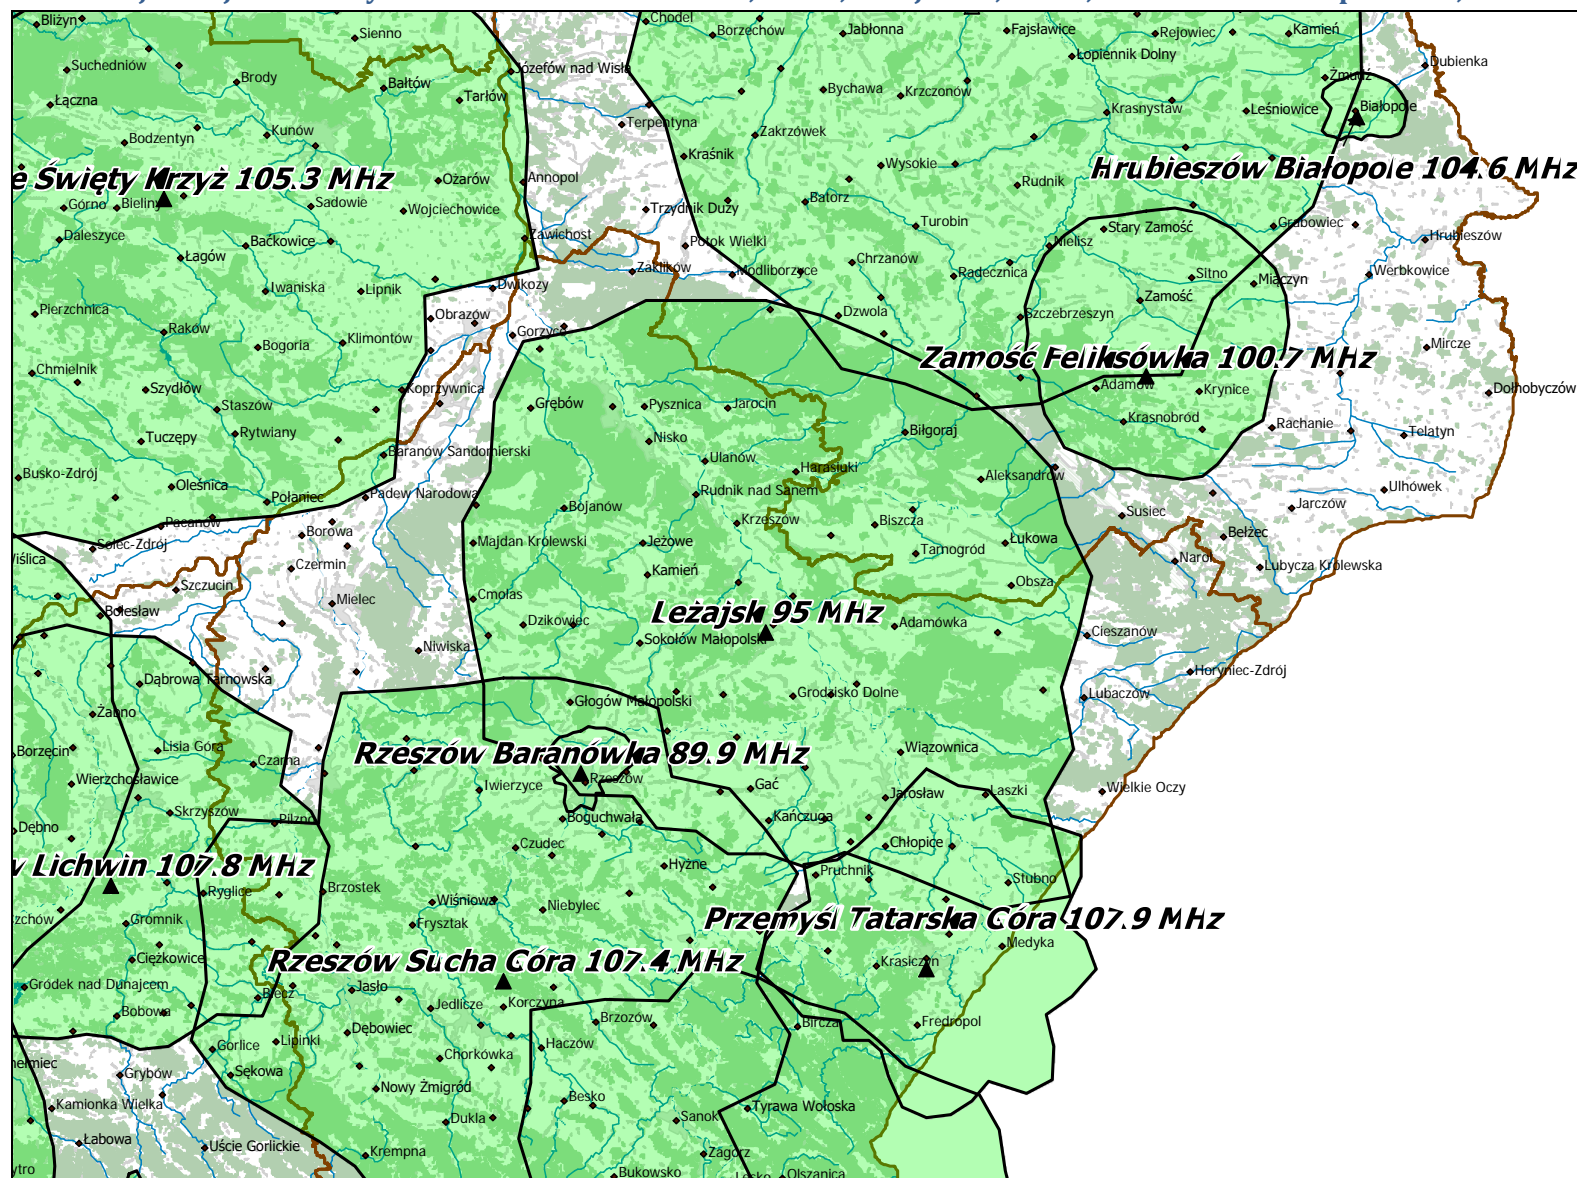 Bliżyn
Sienno
Chodel
Borzechów
Jabłonna
Fajsławice
Rejowiec
Kamień
Suchedniów
Brody
Bałtów
Józefów nad Wisłą
Łopiennik Dolny
Dubienka
Żmudź
Łączna
Tarłów
Bychawa
Krzczonów
Krasnystaw
Leśniowice
Białopole
Bodzentyn
Kunów
Terpentyna
Zakrzówek
Kraśnik
Wysokie
e Święty Krzyż 105.3 MHz
Hrubieszów Białopole 104.6 MHz
Ożarów
Annopol
Rudnik
Górno
Bieliny
Sadowie
Wojciechowice
Trzydnik Duży
Batorz
Turobin
Stary Zamość
Grabowiec
Daleszyce
Baćkowice
Zawichost
Potok Wielki
Nielisz
Hrubieszów
Łagów
Zaklików
Modliborzyce
Chrzanów
Radecznica
Sitno
Miączyn
Werbkowice
Iwaniska
Lipnik
Dwikozy
Zamość
Pierzchnica
Obrazów
Dzwola
Szczebrzeszyn
Raków
Bogoria
Klimontów
Gorzyce
Mircze
Zamość Feliksówka 100.7 MHz
Chmielnik
Szydłów
Koprzywnica
Adamów
Krynice
Dołhobyczów
Staszów
Grębów
Pysznica
Jarocin
Krasnobród
Rachanie
Telatyn
Tuczępy
Rytwiany
Nisko
Biłgoraj
Baranów Sandomierski
Ulanów
Harasiuki
Aleksandrów
Busko-Zdrój
Oleśnica
Połaniec
Padew Narodowa
Rudnik nad Sanem
Ulhówek
Pacanów
Borowa
Bojanów
Krzeszów
Biszcza
Susiec
Jarczów
Solec-Zdrój
Majdan Królewski
Jeżowe
Tarnogród
Łukowa
Bełżec
Wiślica
Czermin
Kamień
Narol
Lubycza Królewska
Szczucin
Mielec
Cmolas
Obsza
Bolesław
Leżajsk 95 MHz
Dzikowiec
Sokołów Małopolski
Adamówka
Cieszanów
Niwiska
Horyniec-Zdrój
Dąbrowa Tarnowska
Głogów Małopolski
Grodzisko Dolne
Lubaczów
Żabno
Borzęcin
Lisia Góra
Czarna
Rzeszów Baranówka 89.9 MHz
Wiązownica
Wierzchosławice
Iwierzyce
Rzeszów
Gać
Jarosław
Laszki
Wielkie Oczy
Skrzyszów
Pilzno
Boguchwała
Kańczuga
Dębno
Czudec
Chłopice
w Lichwin 107.8 MHz
Hyżne
Pruchnik
Stubno
Ryglice
Brzostek
Wiśniowa
Niebylec
zchów
Gromnik
Frysztak
Przemyśl Tatarska Góra 107.9 MHz
Medyka
Ciężkowice
Rzeszów Sucha Góra 107.4 MHz
Krasiczyn
Gródek nad Dunajcem
Biecz
Jasło
Jedlicze
Korczyna
Bobowa
Dębowiec
Brzozów
Bircza
Fredropol
Gorlice
Lipinki
Chorkówka
Haczów
Grybów
Sękowa
Nowy Żmigród
Besko
Kamionka Wielka
Dukla
Sanok
Tyrawa Wołoska
Łabowa
Uście Gorlickie
Krempna
Zagórz
Bukowsko
Lesko
Olszanica